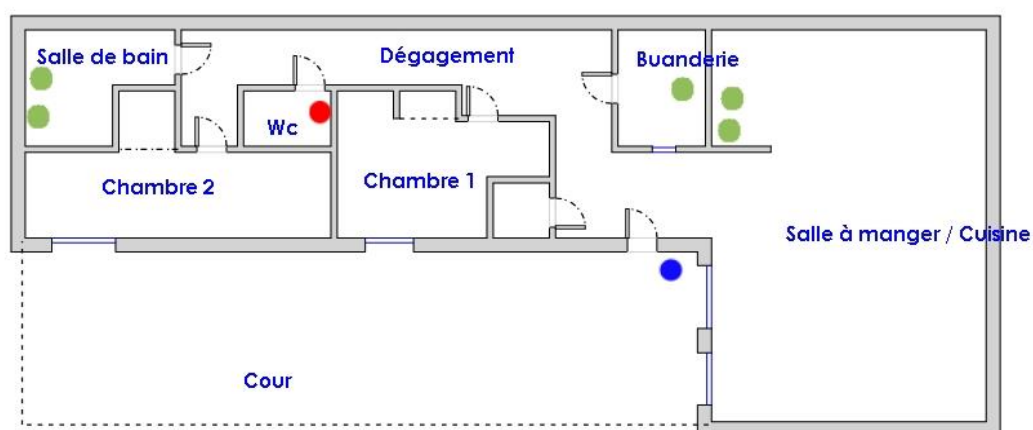 Salle de bain
Dégagement
Buanderie
Wc
Chambre 2
Chambre 1
Salle à manger / Cuisine
Cour